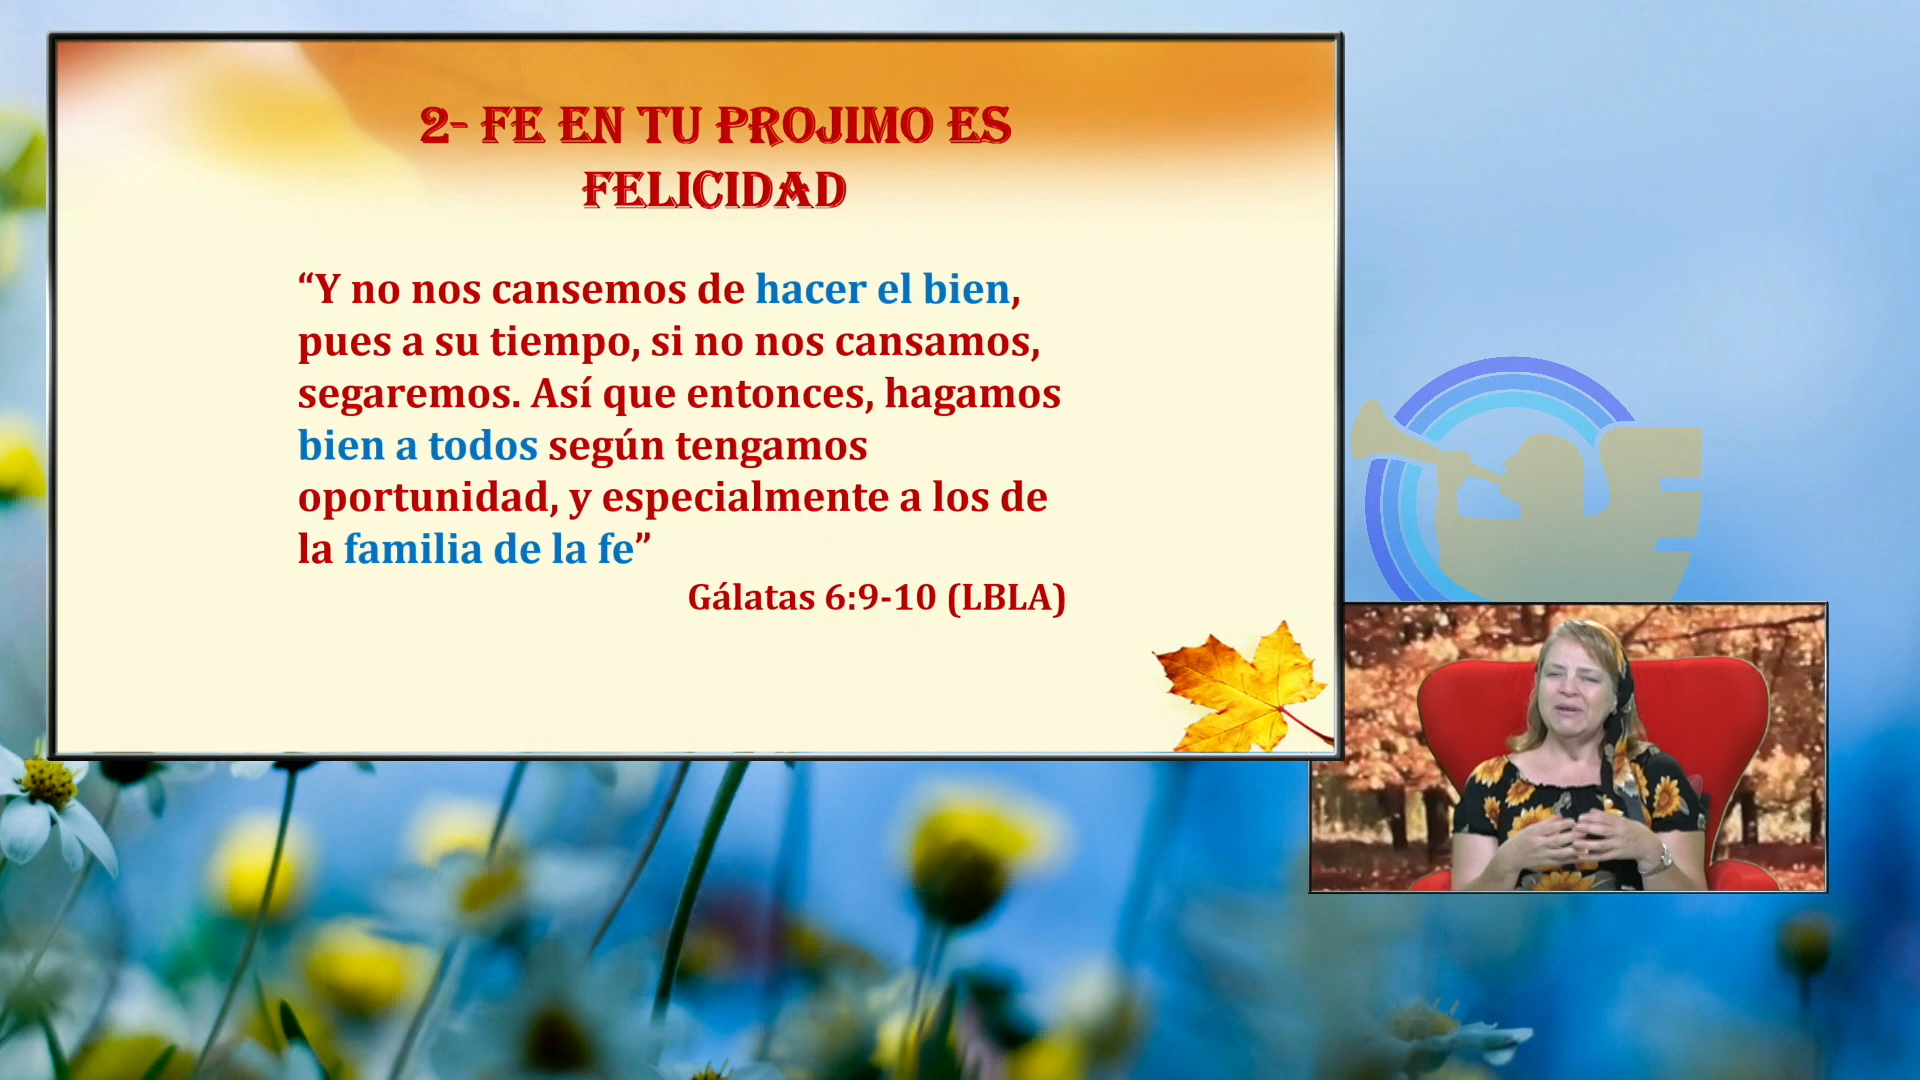 2- FE EN TU PROJIMO ES
FELICIDAD
“Y no nos cansemos de hacer el bien,
pues a su tiempo, si no nos cansamos,
segaremos. Así que entonces, hagamos
bien a todos según tengamos
oportunidad, y especialmente a los de
la familia de la fe”
Gálatas 6:9-10 (LBLA)